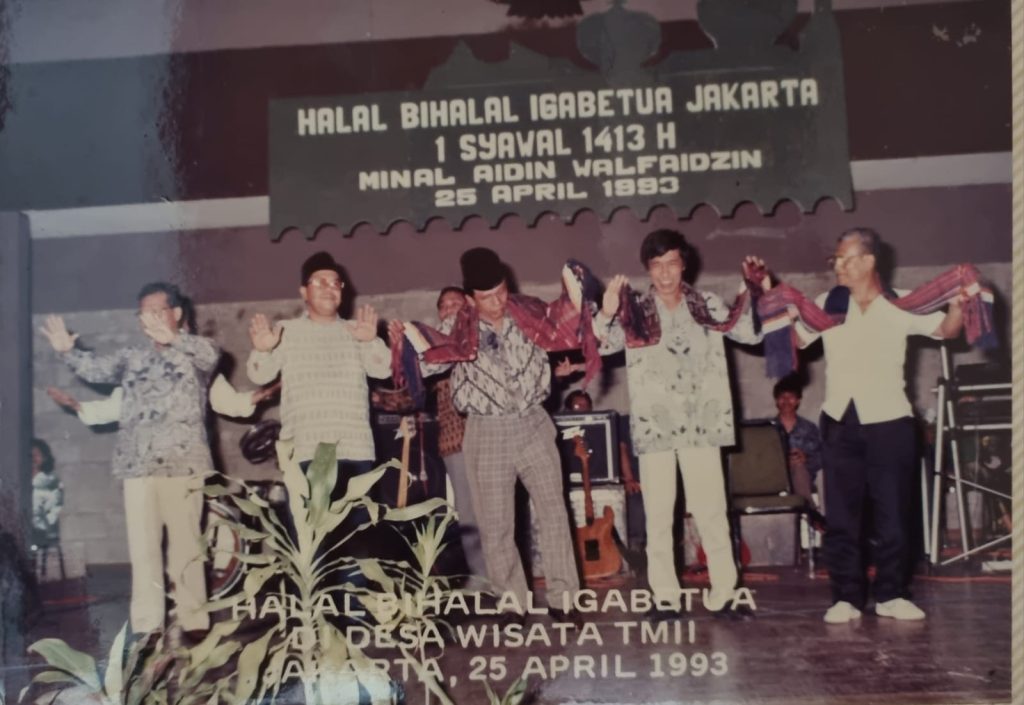 HALAL BIHALAL IGABETUA JAKARTA
1 SYAWAL 1413 H
MINAL AIDIN WALFAIDZIN
25 APRIL 1993
HALAL BIHALAL IGABETUA
DI DESA WISATA TMII
JAKARTA, 25 APRIL 1993